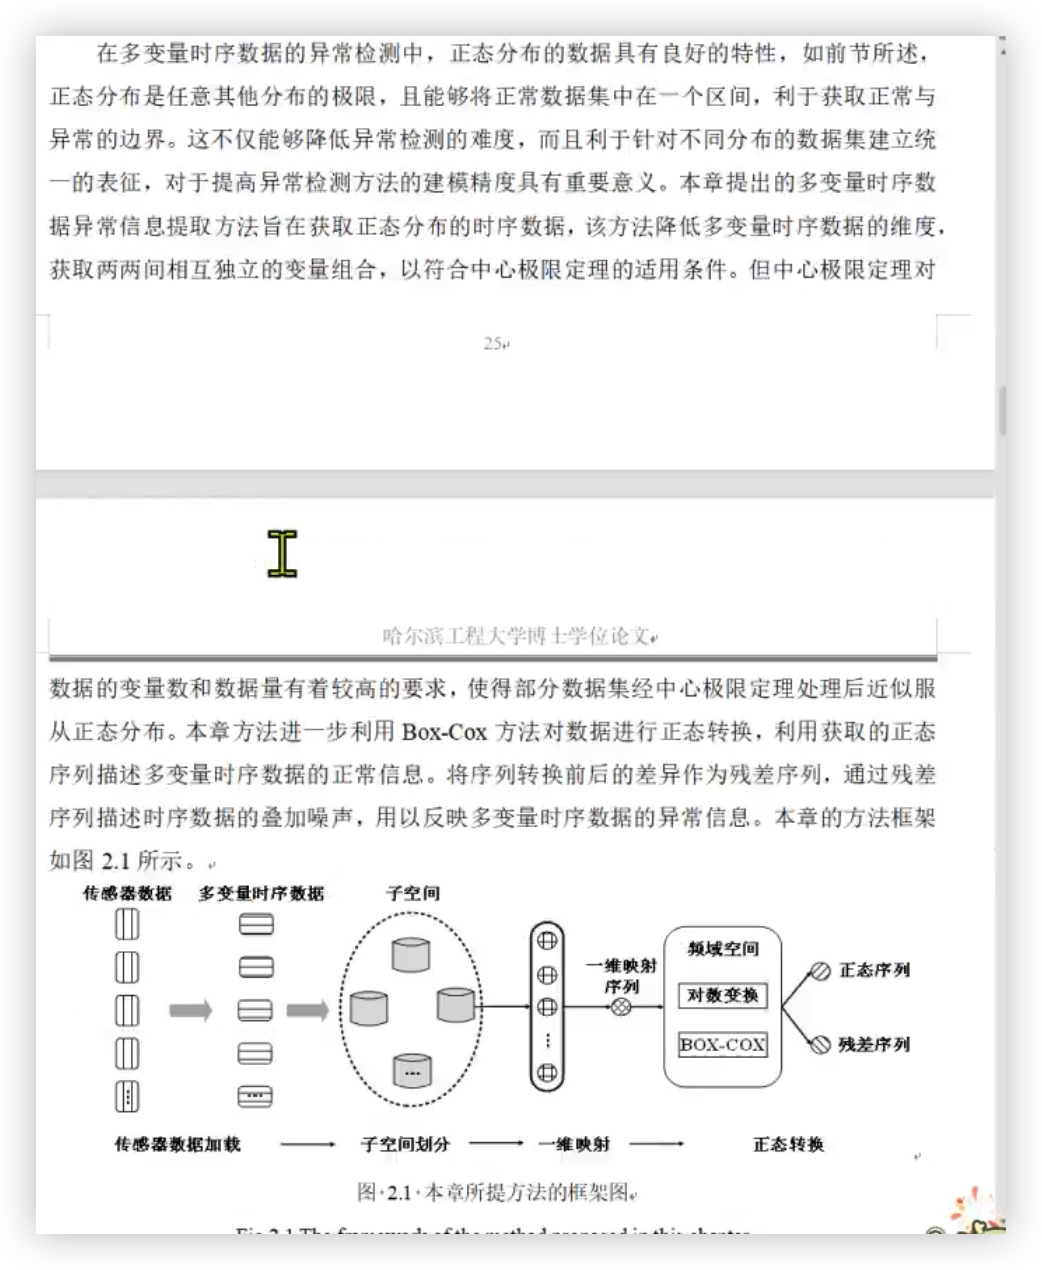 在多变量时序数据的异常检测中，正态分布的数据具有良好的特性，如前节所述，
正态分布是任意其他分布的极限，且能够将正常数据集中在一个区间，利于获取正常与
异常的边界。这不仅能够降低异常检测的难度，而且利于针对不同分布的数据集建立统
一的表征，对于提高异常检测方法的建模精度具有重要意义。本章提出的多变量时序数
据异常信息提取方法旨在获取正态分布的时序数据，该方法降低多变量时序数据的维度，
获取两两间相互独立的变量组合，以符合中心极限定理的适用条件。但中心极限定理对
25
哈尔滨工程大学博士学位论文
数据的变量数和数据量有着较高的要求，使得部分数据集经中心极限定理处理后近似服
从正态分布。本章方法进一步利用 Box-Cox 方法对数据进行正态转换，利用获取的正态
序列描述多变量时序数据的正常信息。将序列转换前后的差异作为残差序列，通过残差
序列描述时序数据的叠加噪声，用以反映多变量时序数据的异常信息。本章的方法框架
如图 2.1 所示。
传感器数据 多变量时序数据 子空间
一维映射
序列
频域空间
对数变换
BOX-COX
正态序列
残差序列
传感器数据加载 子空间划分 一维映射 正态转换
图·2.1·本章所提方法的框架图
Fig 2.1 The framework of the method proposed in this chapter